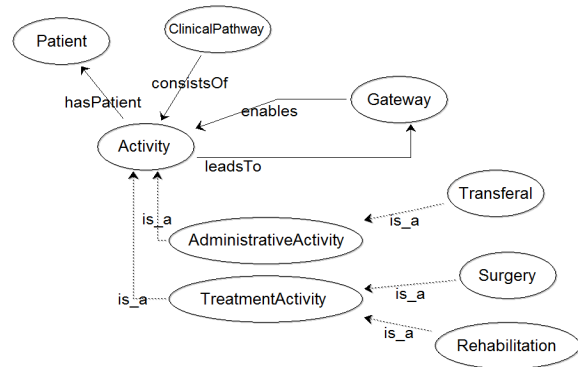 ClinicalPathway
Patient
consistsOf
hasPatient
Gateway
enables
Activity
leadsTo
Transferal
is_a
is_a
AdministrativeActivity
Surgery
is_a
TreatmentActivity
is_a
is_a
Rehabilitation